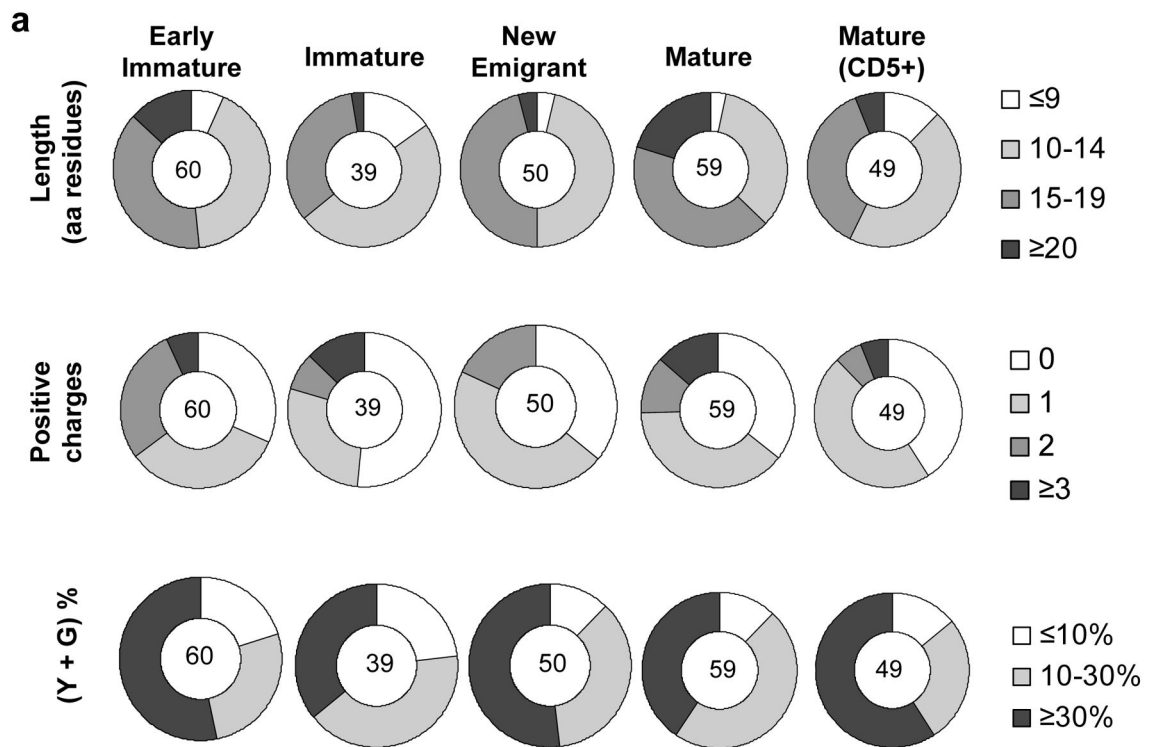 a
Early
Immature
Immature
New
Emigrant
Mature
Mature
(CD5+)
Length
(aa residues)
60
39
50
59
49
≤9
10-14
15-19
≥20
Positive
charges
60
39
50
59
49
0
1
2
≥3
(Y + G) %
60
39
50
59
49
≤10%
10-30%
≥30%